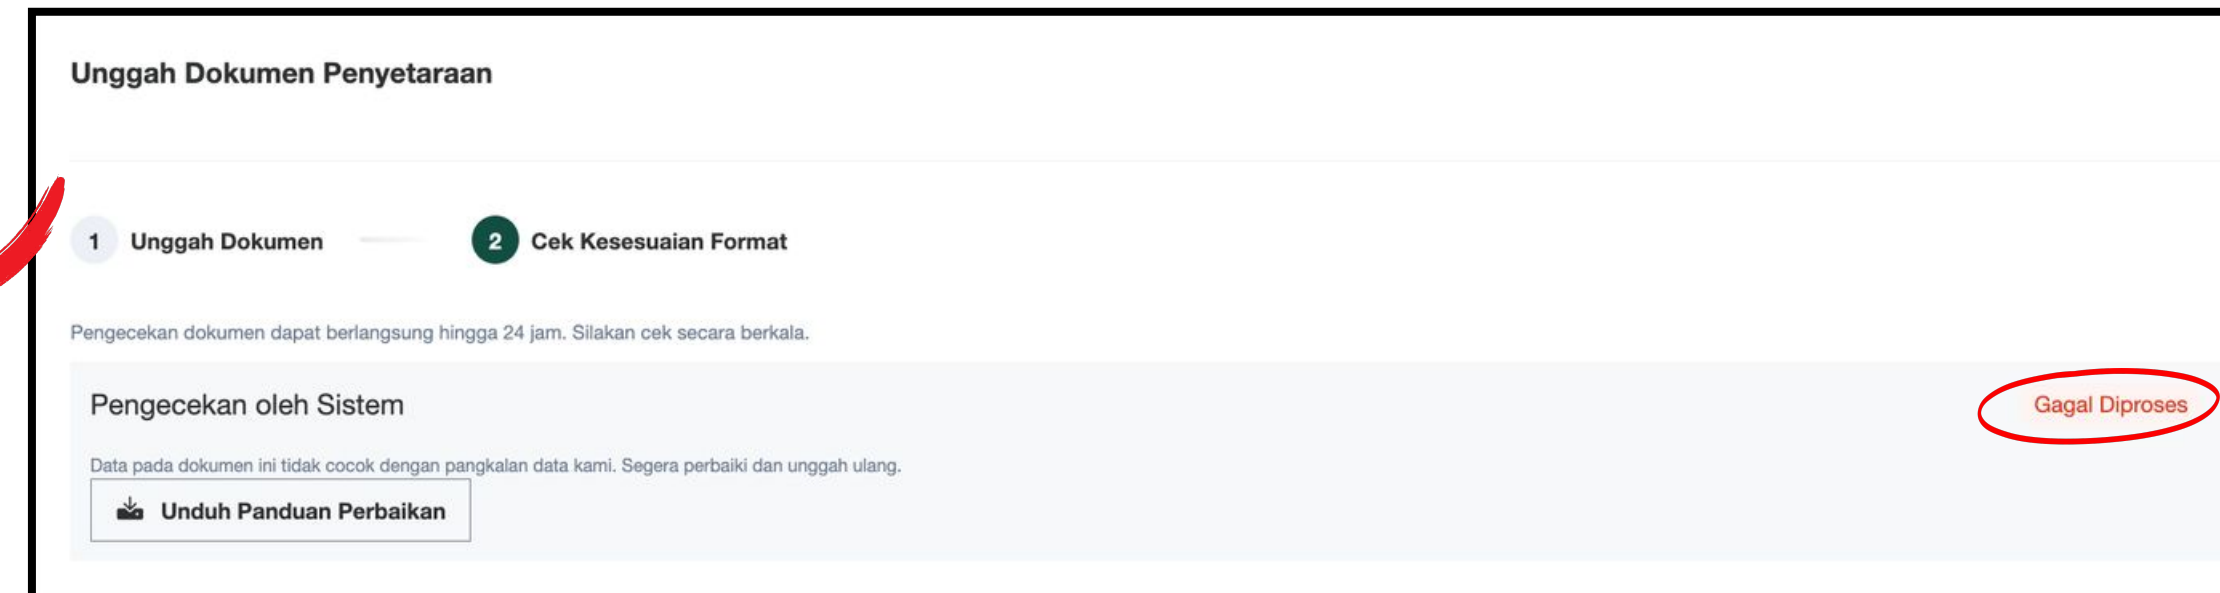 Unggah Dokumen Penyetaraan
1 Unggah Dokumen 2 Cek Kesesuaian Format
Pengecekan dokumen dapat berlangsung hingga 24 jam. Silakan cek secara berkala.
Pengecekan oleh Sistem Gagal Diproses
Data pada dokumen ini tidak cocok dengan pangkalan data kami. Segera perbaiki dan unggah ulang.
Unduh Panduan Perbaikan